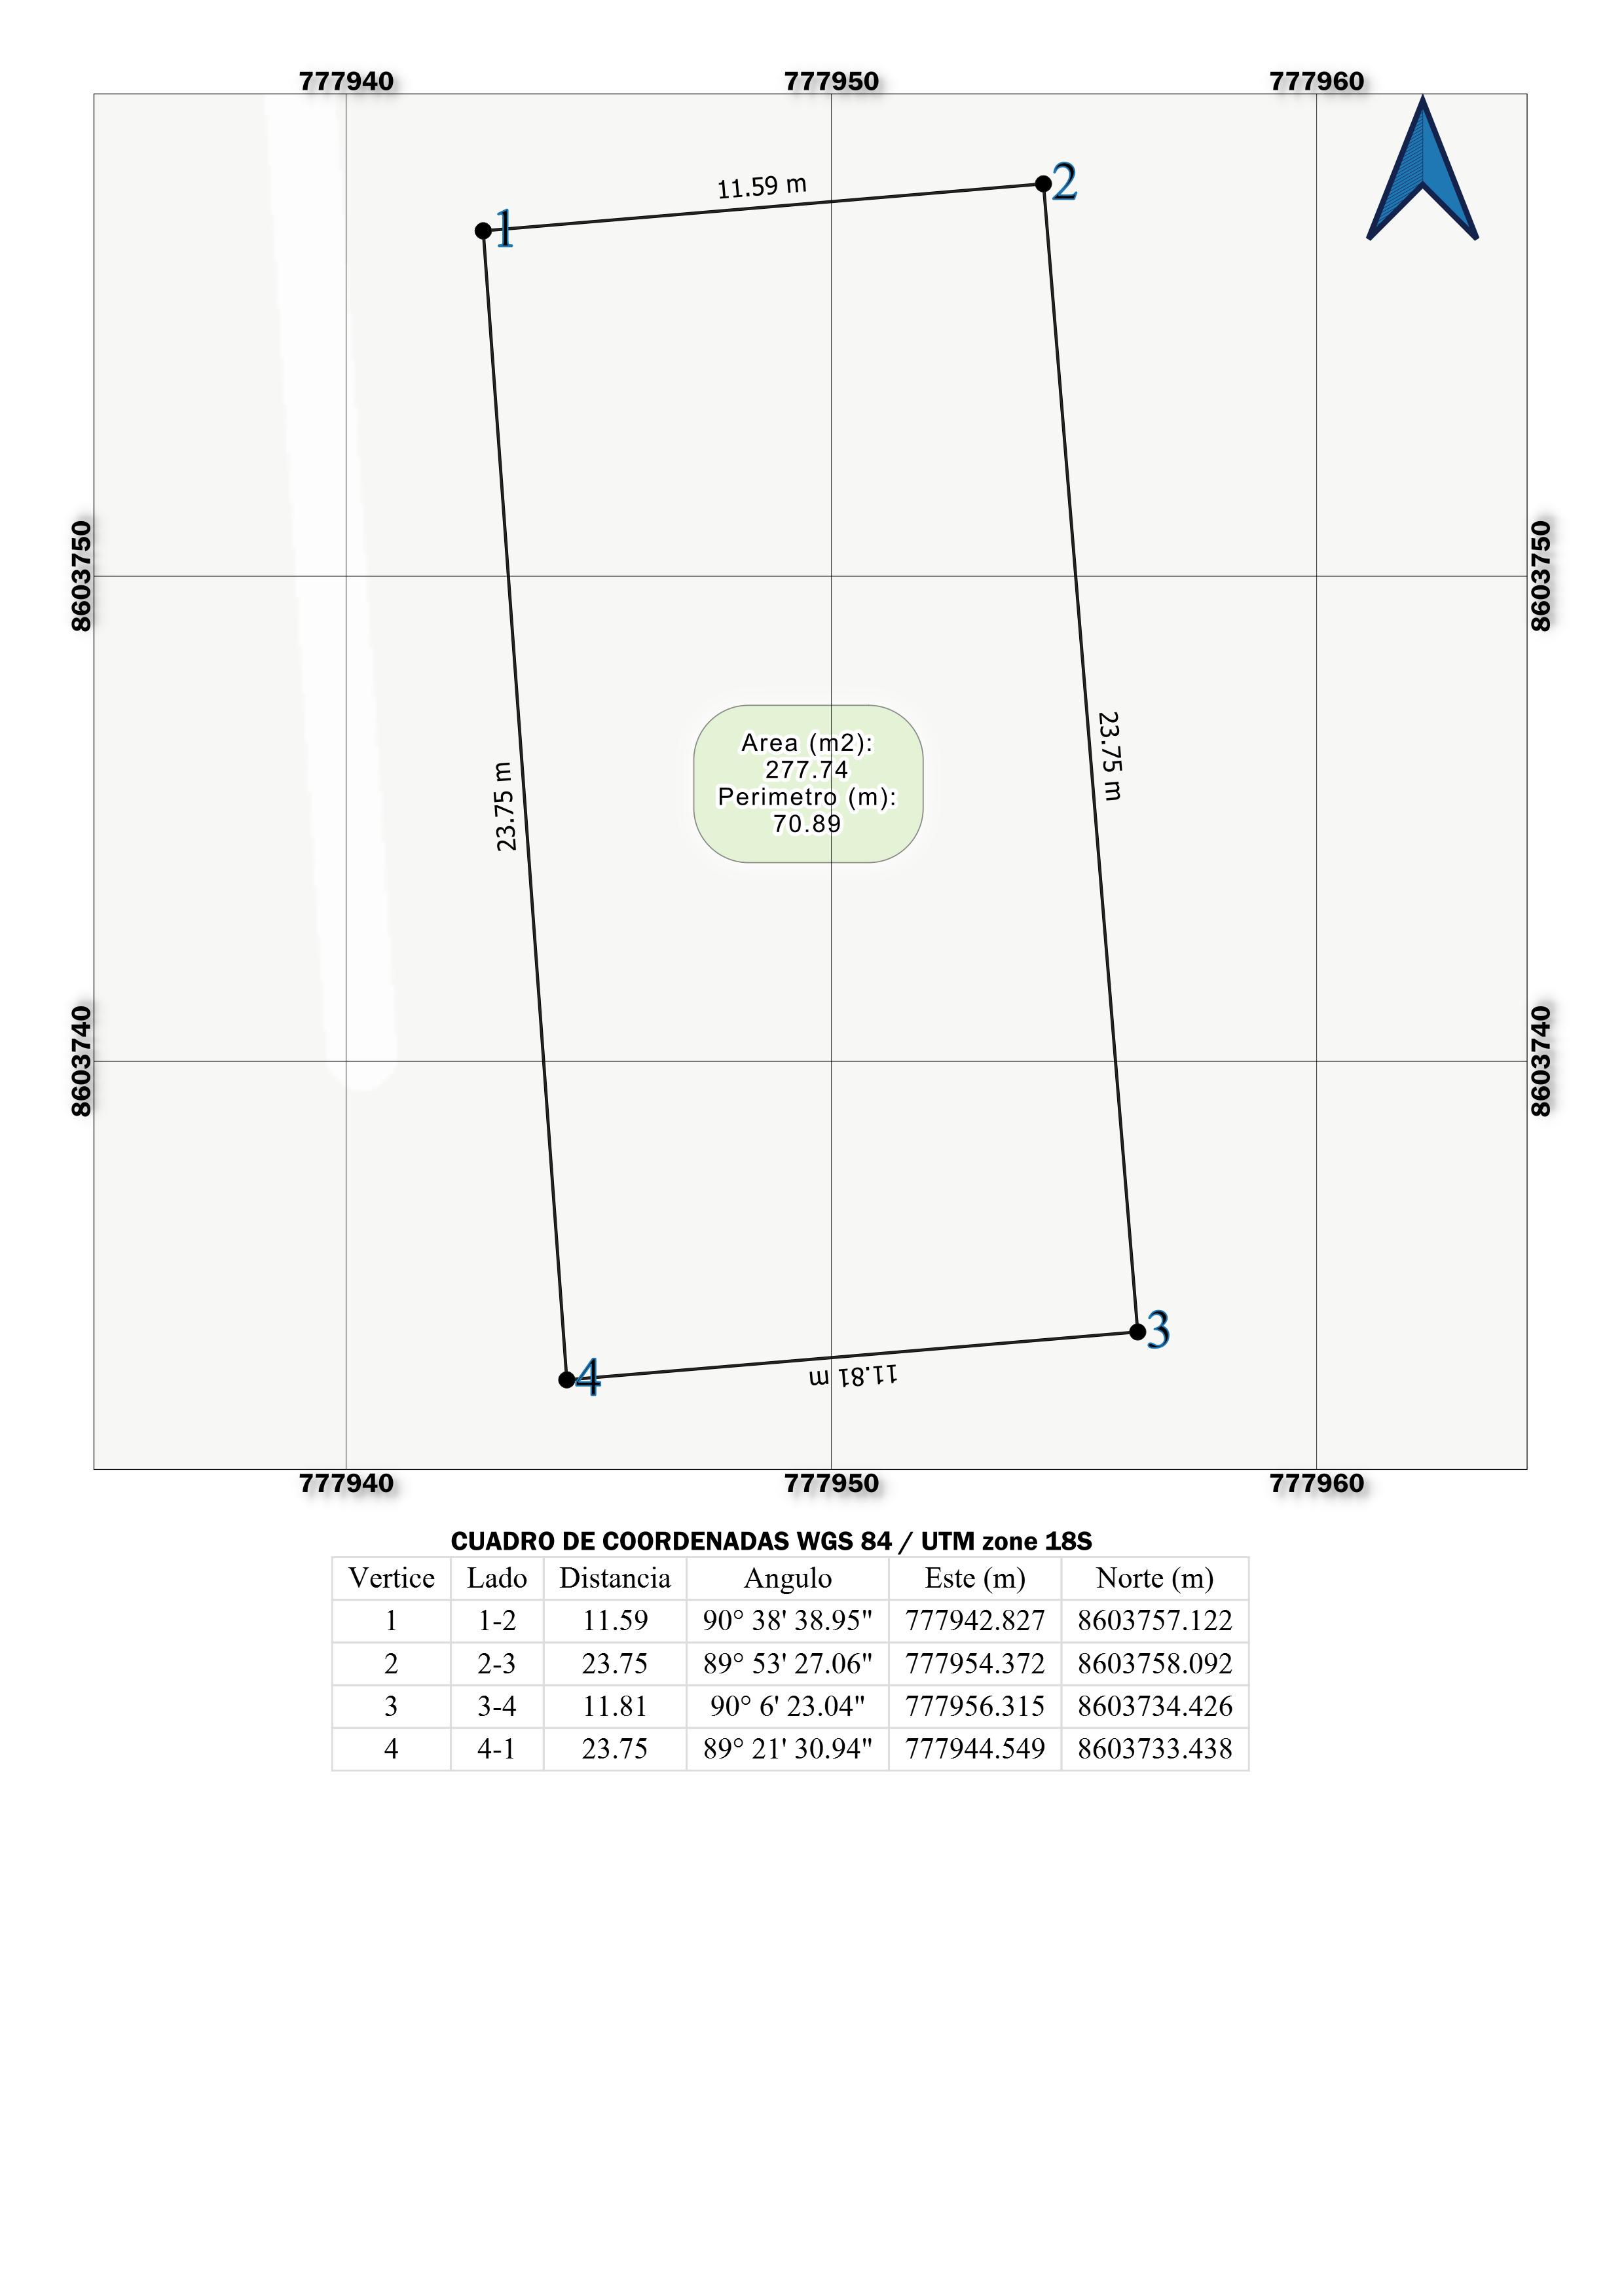 777940 777950 777960
2
11.59 m
1
8603750 8603750
23.75 m
Area (m2):
277.74
Perimetro (m):
70.89
23.75 m
8603740 8603740
3
11.81 m
4
777940 777950 777960
CUADRO DE COORDENADAS WGS 84 / UTM zone 18S
Vertice Lado Distancia Angulo Este (m) Norte (m)
1 1-2 11.59 90° 38' 38.95" 777942.827 8603757.122
2 2-3 23.75 89° 53' 27.06" 777954.372 8603758.092
3 3-4 11.81 90° 6' 23.04" 777956.315 8603734.426
4 4-1 23.75 89° 21' 30.94" 777944.549 8603733.438